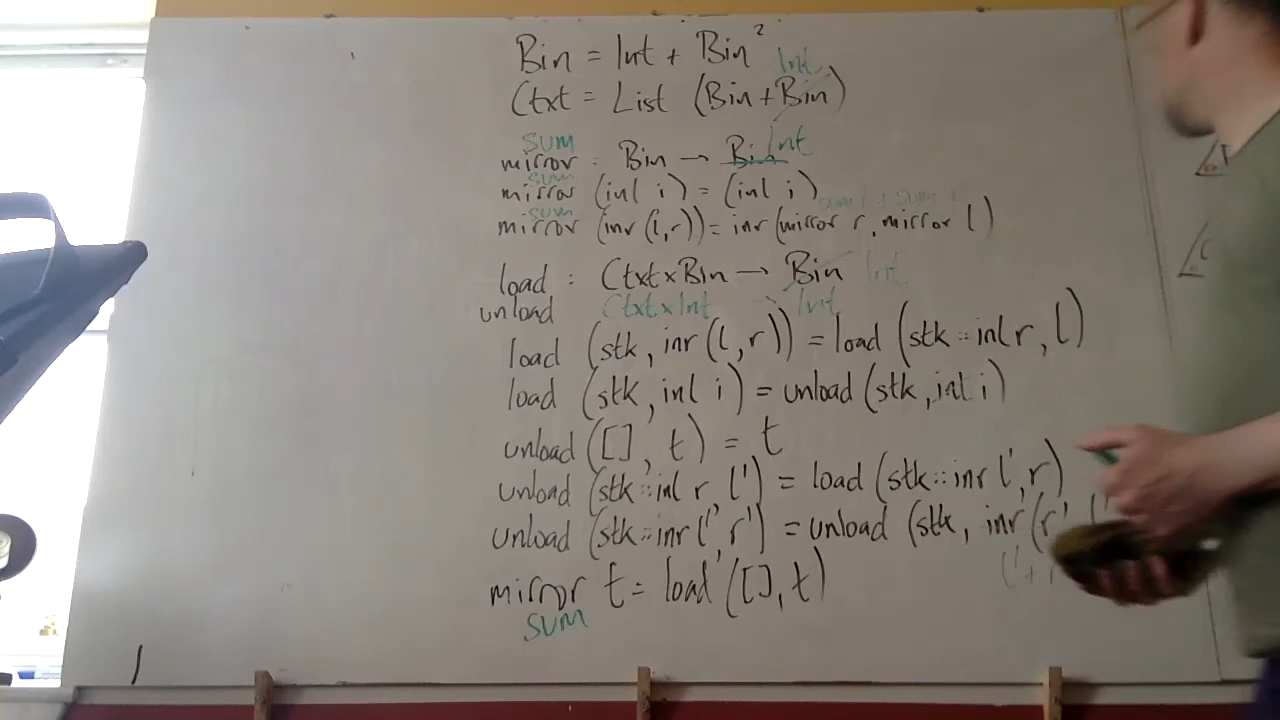 Bin = Int + Bin²
Int
Ctxt = List (Bin+Bin)
sum Int
mirror : Bin → Bin
sum
mirror (inl i) = (inl i)
sum sum l + sum r
mirror (inr (l,r)) = inr (mirror r, mirror l)
load : Ctxt×Bin → Bin Int
unload Ctxt×Int → Int
load (stk, inr (l, r)) = load (stk :: inl r, l)
load (stk, inl i) = unload (stk, inl i)
unload ([], t) = t
unload (stk :: inl r, l') = load (stk :: inr l', r)
unload (stk :: inr l', r') = unload (stk, inr (r', l'
(l' +
mirror t = load ([], t)
sum